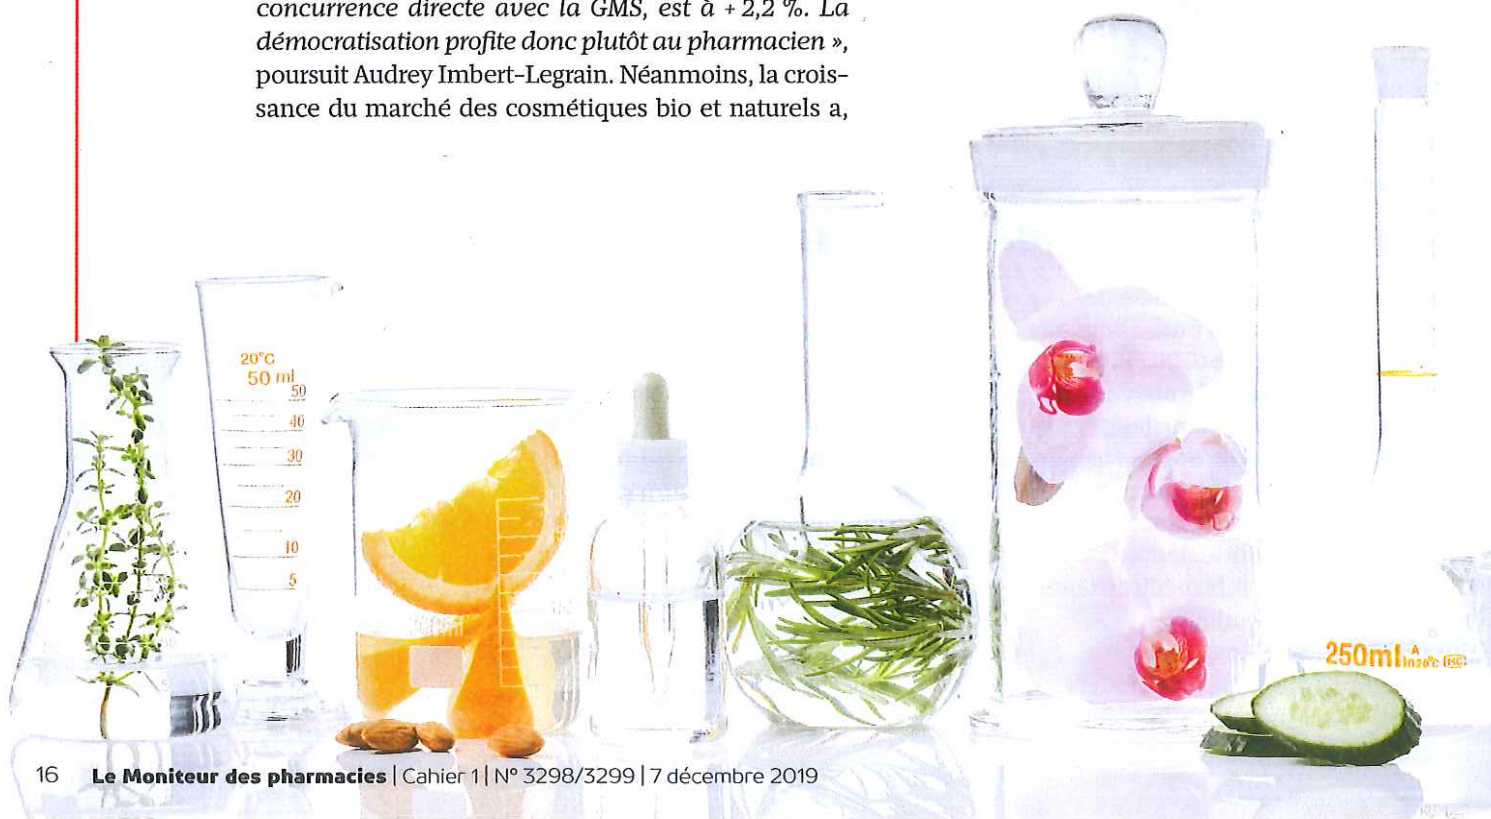 concurrence directe avec la GMS, est à + 2,2 %. La
démocratisation profite donc plutôt au pharmacien »,
poursuit Audrey Imbert-Legrain. Néanmoins, la crois-
sance du marché des cosmétiques bio et naturels a,
20°C
50 ml
50
40
30
20
10
5
250ml
A
In 20°C
16 Le Moniteur des pharmacies | Cahier 1 | N° 3298/3299 | 7 décembre 2019